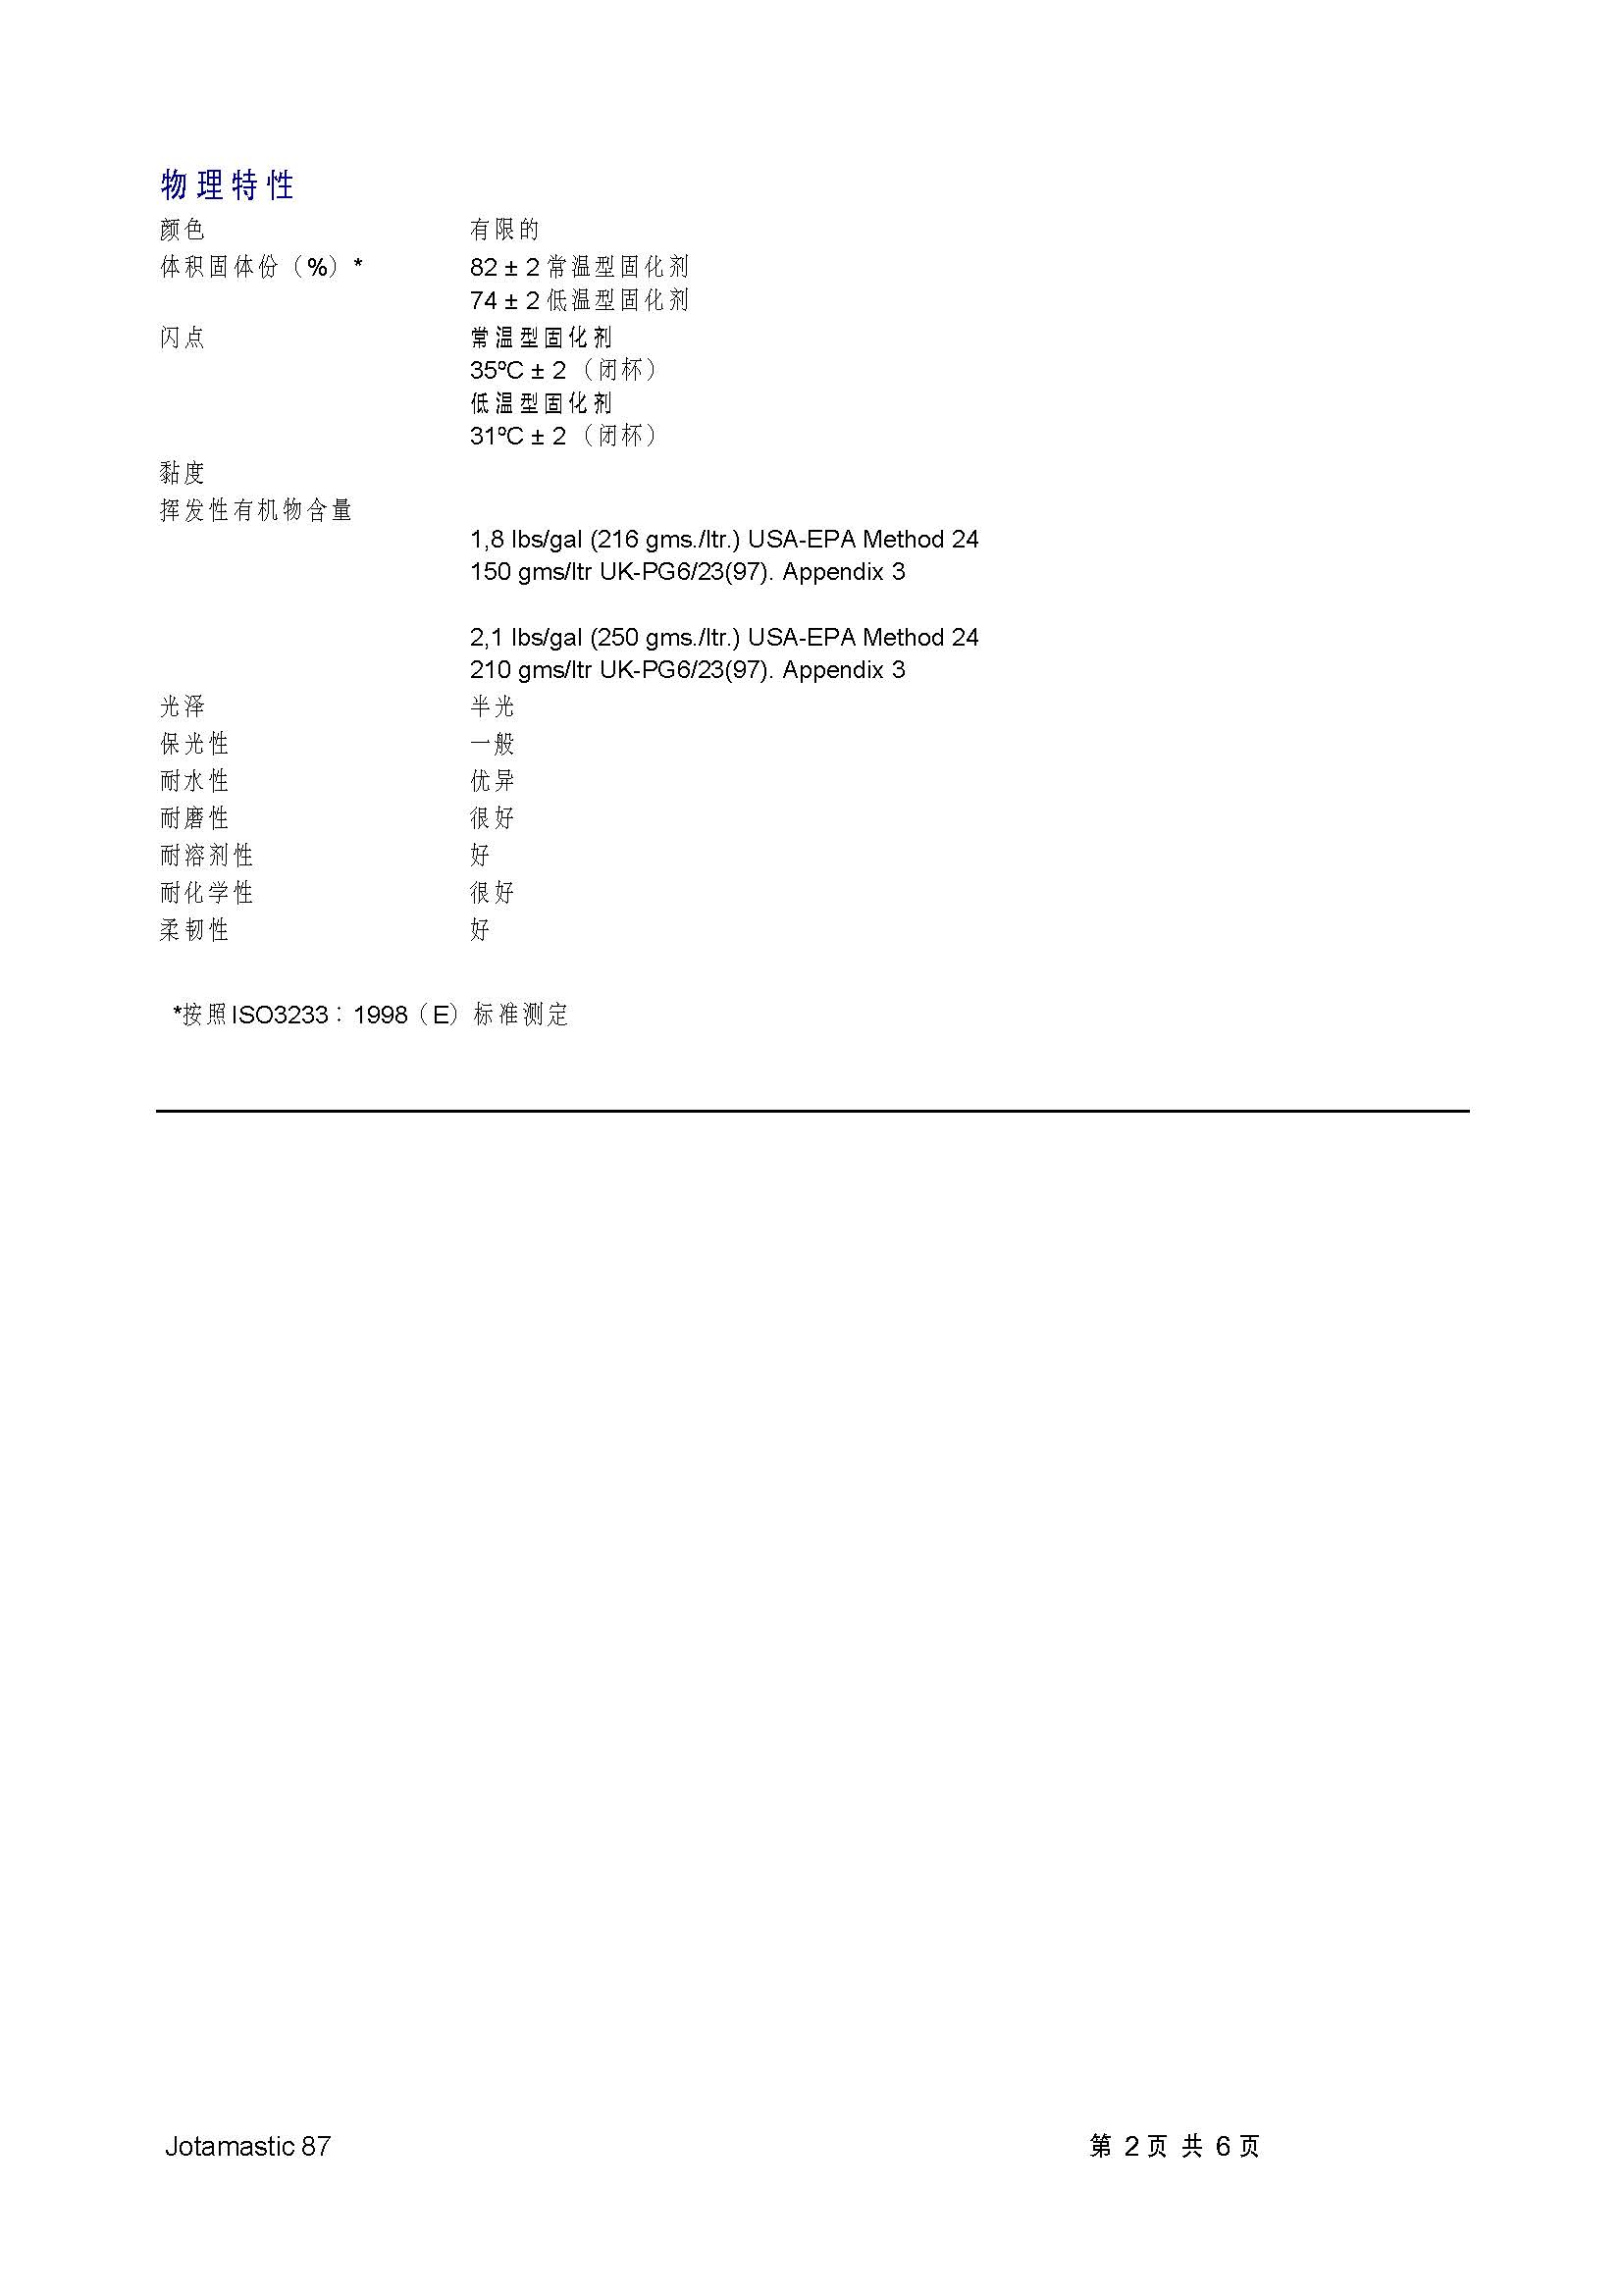 物理特性
颜色 有限的
体积固体份（%）* 82 ± 2 常温型固化剂
74 ± 2 低温型固化剂
闪点 常温型固化剂
35ºC ± 2 （闭杯）
低温型固化剂
31ºC ± 2 （闭杯）
黏度
挥发性有机物含量
1,8 lbs/gal (216 gms./ltr.) USA-EPA Method 24
150 gms/ltr UK-PG6/23(97). Appendix 3
2,1 lbs/gal (250 gms./ltr.) USA-EPA Method 24
210 gms/ltr UK-PG6/23(97). Appendix 3
光泽 半光
保光性 一般
耐水性 优异
耐磨性 很好
耐溶剂性 好
耐化学性 很好
柔韧性 好
*按照ISO3233：1998（E）标准测定
Jotamastic 87 第 2 页 共 6 页